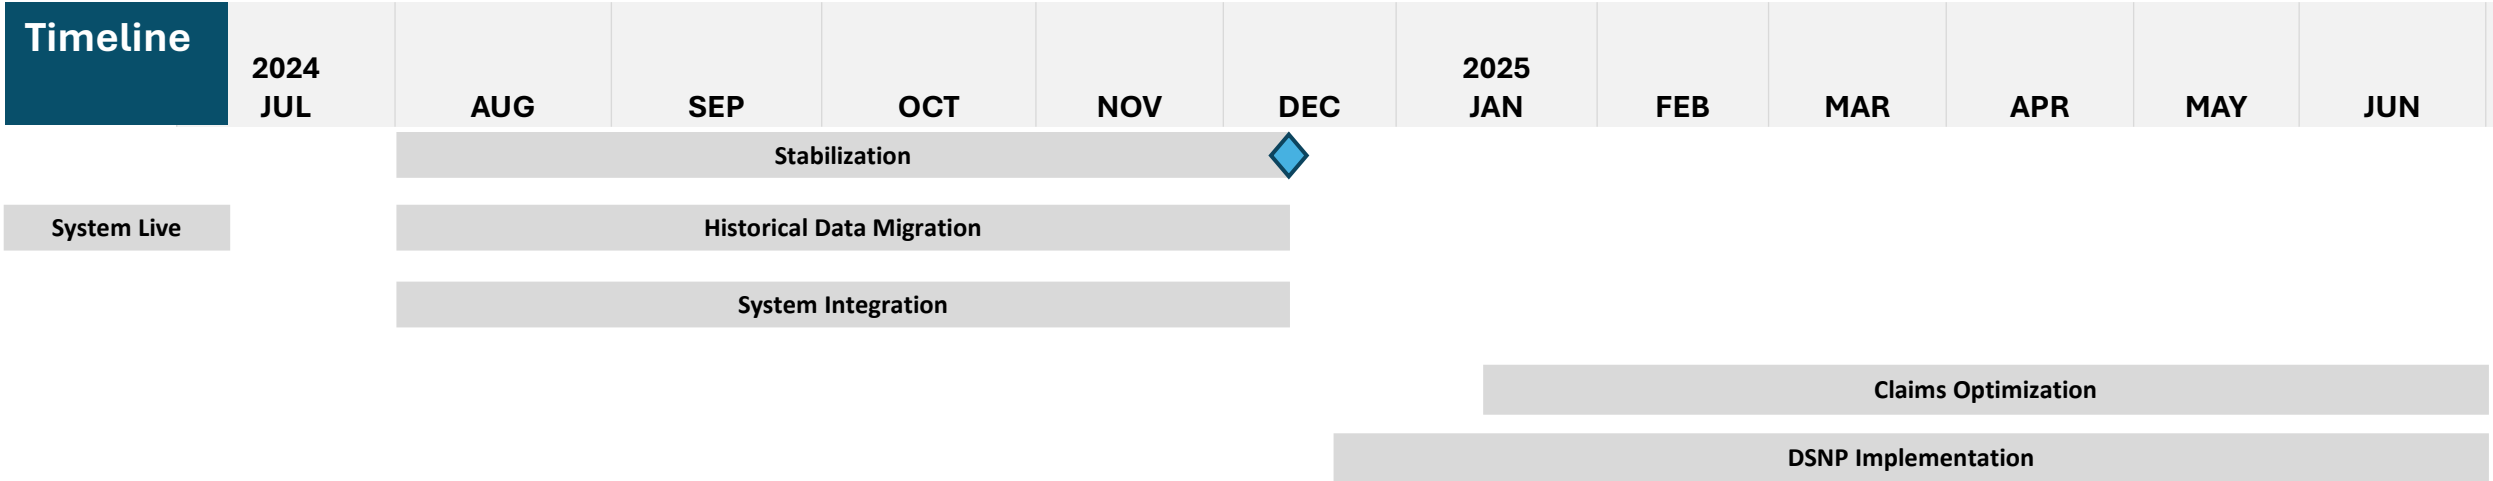 Timeline
2024
JUL
AUG
SEP
OCT
NOV
DEC
2025
JAN
FEB
MAR
APR
MAY
JUN
Stabilization
System Live
Historical Data Migration
System Integration
Claims Optimization
DSNP Implementation